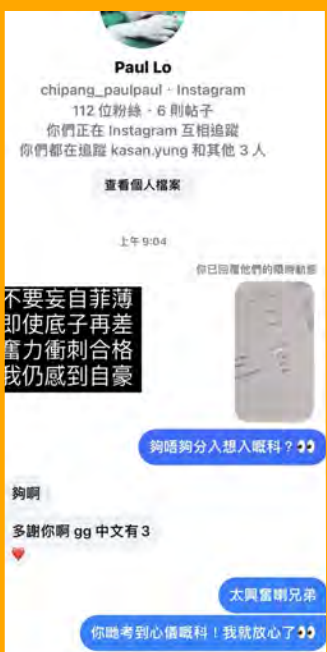 Paul Lo
chipang_paulpaul · Instagram
112 位粉絲 · 6 則帖子
你們正在 Instagram 互相追蹤
你們都在追蹤 kasan.yung 和其他 3 人
查看個人檔案
上午 9:04
你已回覆他們的限時動態
不要妄自菲薄
即使底子再差
奮力衝刺合格
我仍感到自豪
夠唔夠分入想入嘅科？👀
夠啊
多謝你啊 gg 中文有 3
❤️
太興奮喇兄弟
你哋考到心儀嘅科！我就放心了👀